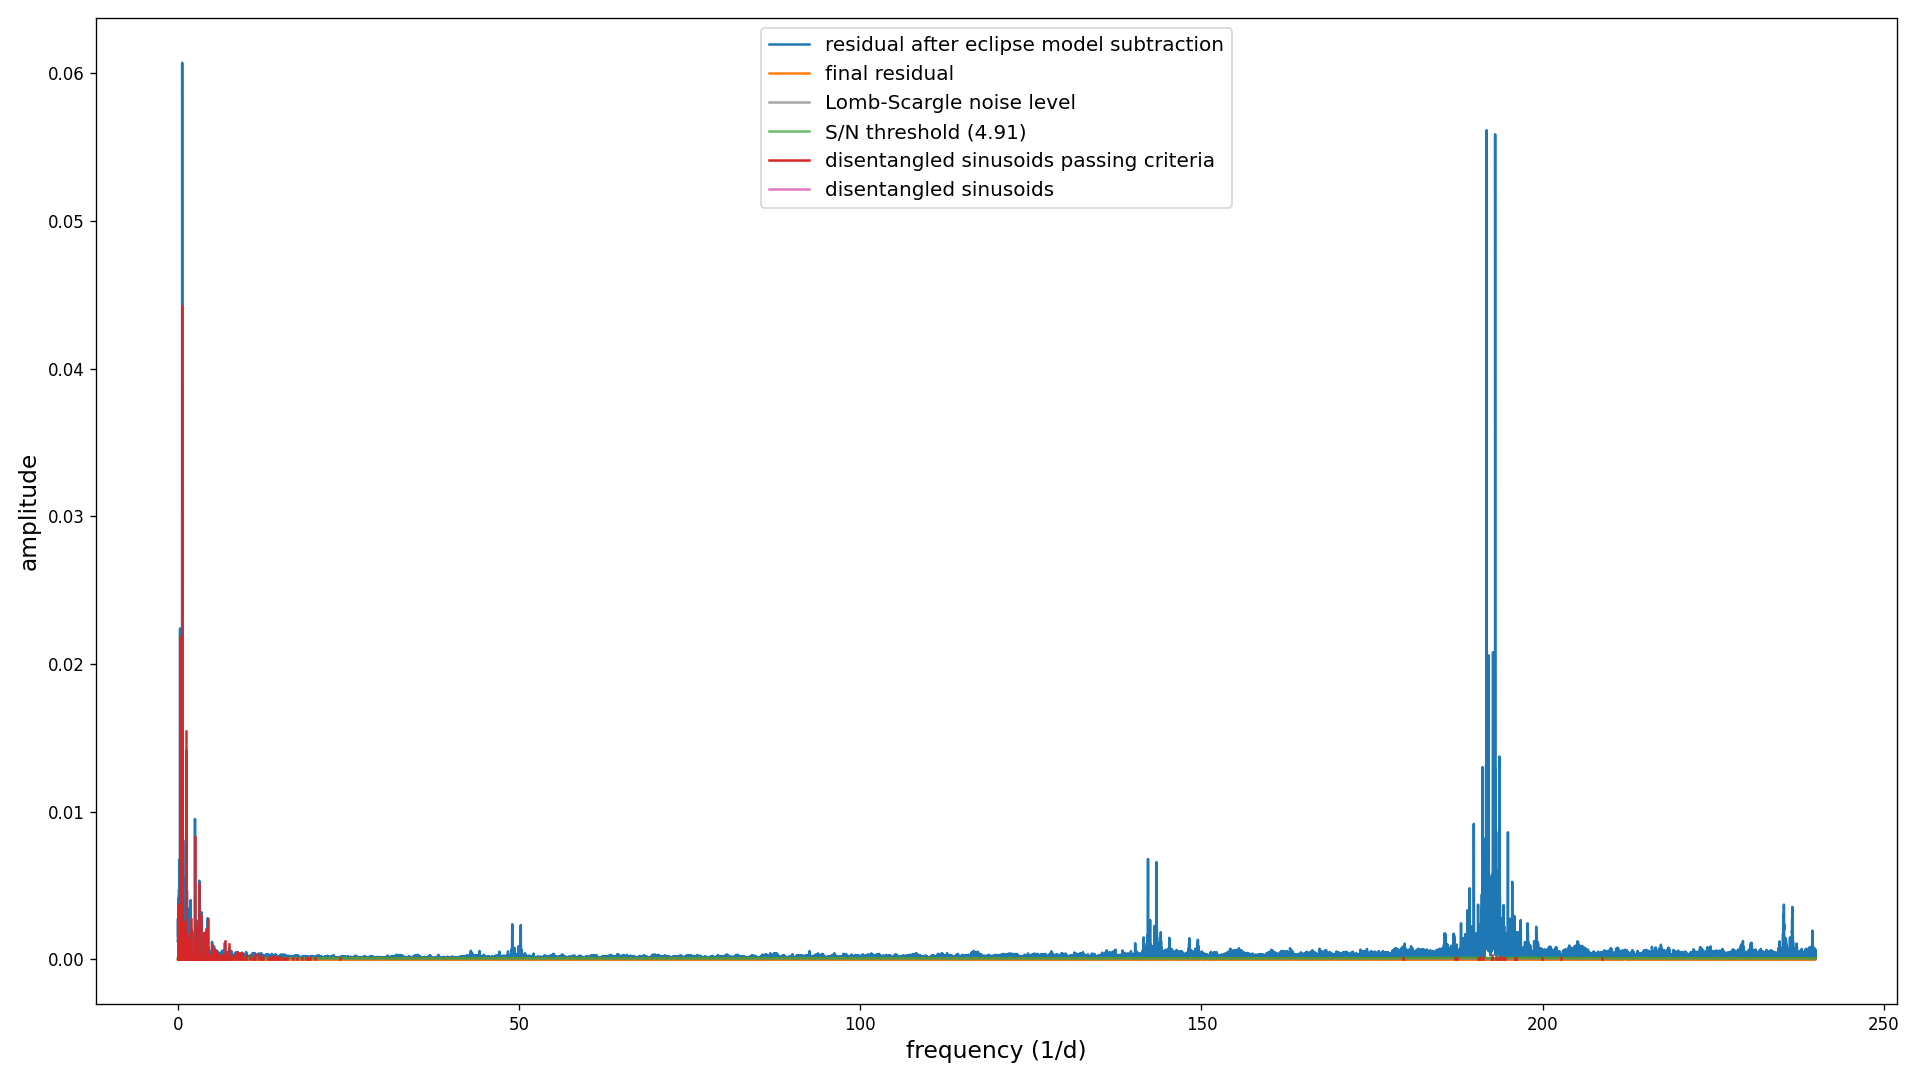 residual after eclipse model subtraction
final residual
Lomb-Scargle noise level
S/N threshold (4.91)
disentangled sinusoids passing criteria
disentangled sinusoids
0.06
0.05
0.04
0.03
0.02
0.01
0.00
amplitude
0
50
100
150
200
250
frequency (1/d)